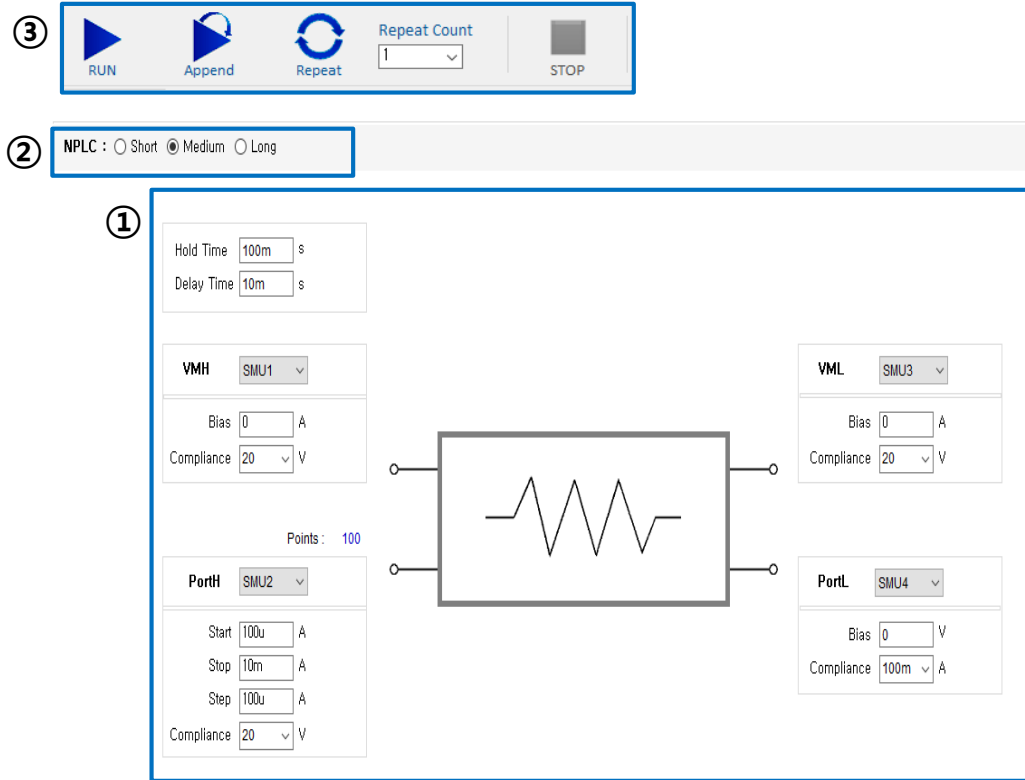 ③
RUN
Append
Repeat
Repeat Count
1
STOP
②
NPLC : Short Medium Long
①
Hold Time 100m s
Delay Time 10m s
VMH SMU1
Bias 0 A
Compliance 20 V
VML SMU3
Bias 0 A
Compliance 20 V
Points : 100
PortH SMU2
Start 100u A
Stop 10m A
Step 100u A
Compliance 20 V
PortL SMU4
Bias 0 V
Compliance 100m A